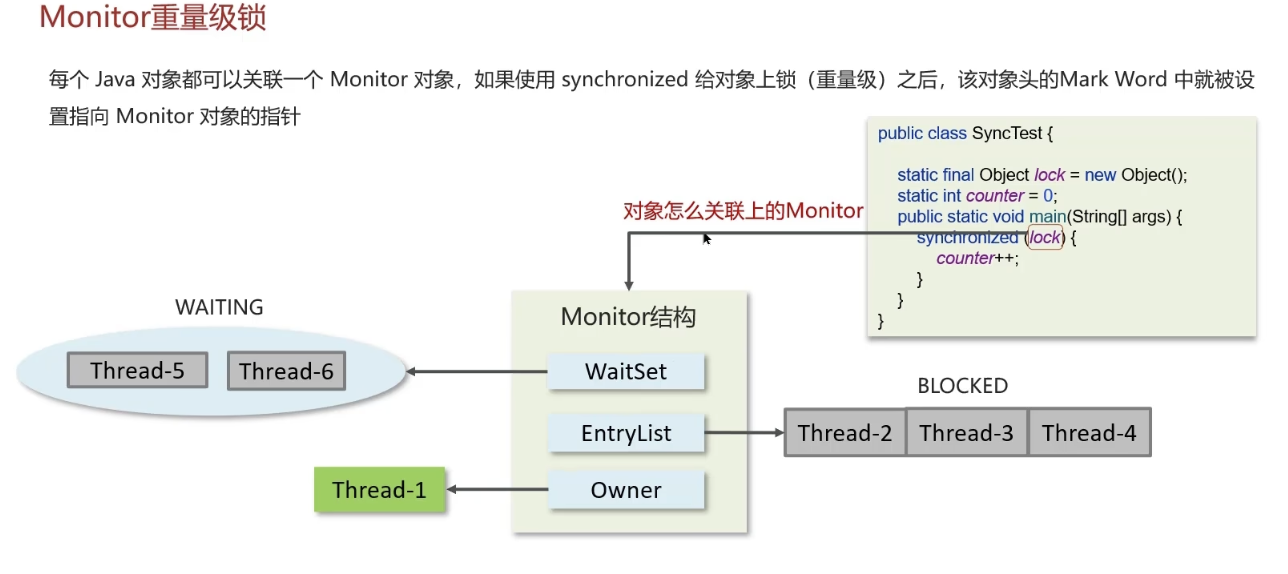 Monitor重量级锁
每个 Java 对象都可以关联一个 Monitor 对象，如果使用 synchronized 给对象上锁（重量级）之后，该对象头的Mark Word 中就被设
置指向 Monitor 对象的指针
public class SyncTest {
static final Object lock = new Object();
static int counter = 0;
public static void main(String[] args) {
synchronized (lock) {
counter++;
}
}
}
对象怎么关联上的Monitor
Monitor结构
WaitSet
EntryList
Owner
WAITING
Thread-5
Thread-6
BLOCKED
Thread-2
Thread-3
Thread-4
Thread-1